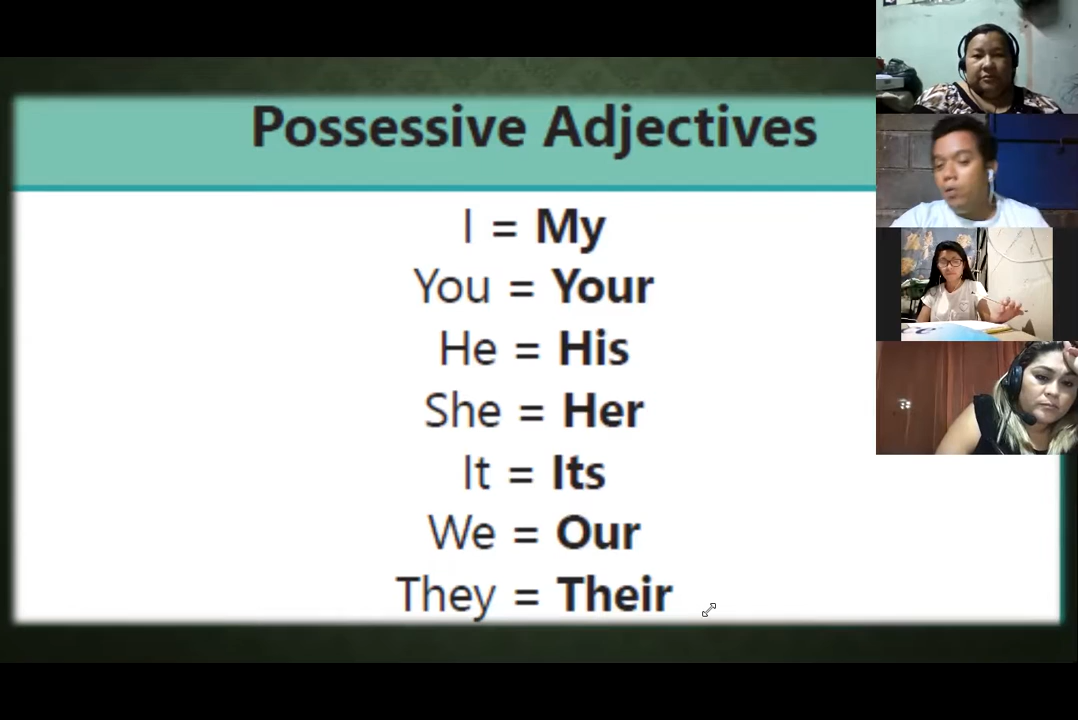 Possessive Adjectives
I = My
You = Your
He = His
She = Her
It = Its
We = Our
They = Their